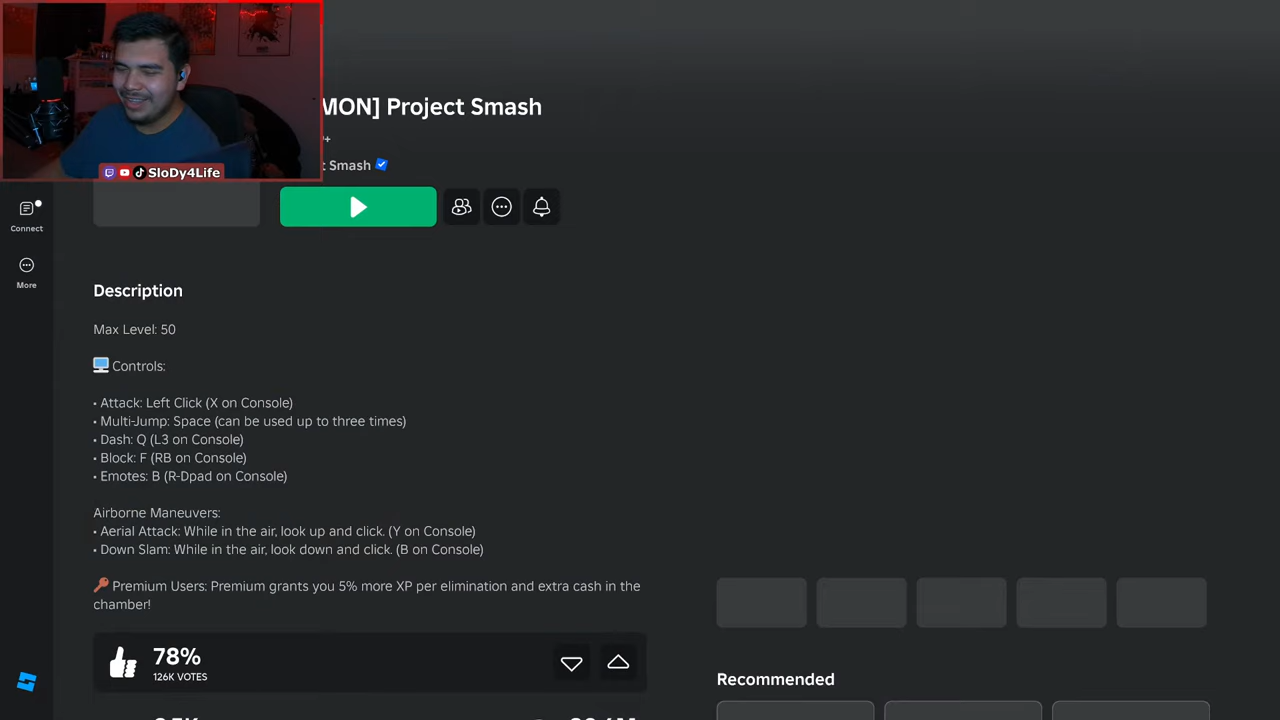 MON] Project Smash
t Smash
SloDy4Life
Connect
More
Description
Max Level: 50
Controls:
• Attack: Left Click (X on Console)
• Multi-Jump: Space (can be used up to three times)
• Dash: Q (L3 on Console)
• Block: F (RB on Console)
• Emotes: B (R-Dpad on Console)
Airborne Maneuvers:
• Aerial Attack: While in the air, look up and click. (Y on Console)
• Down Slam: While in the air, look down and click. (B on Console)
Premium Users: Premium grants you 5% more XP per elimination and extra cash in the
chamber!
78%
126K VOTES
Recommended